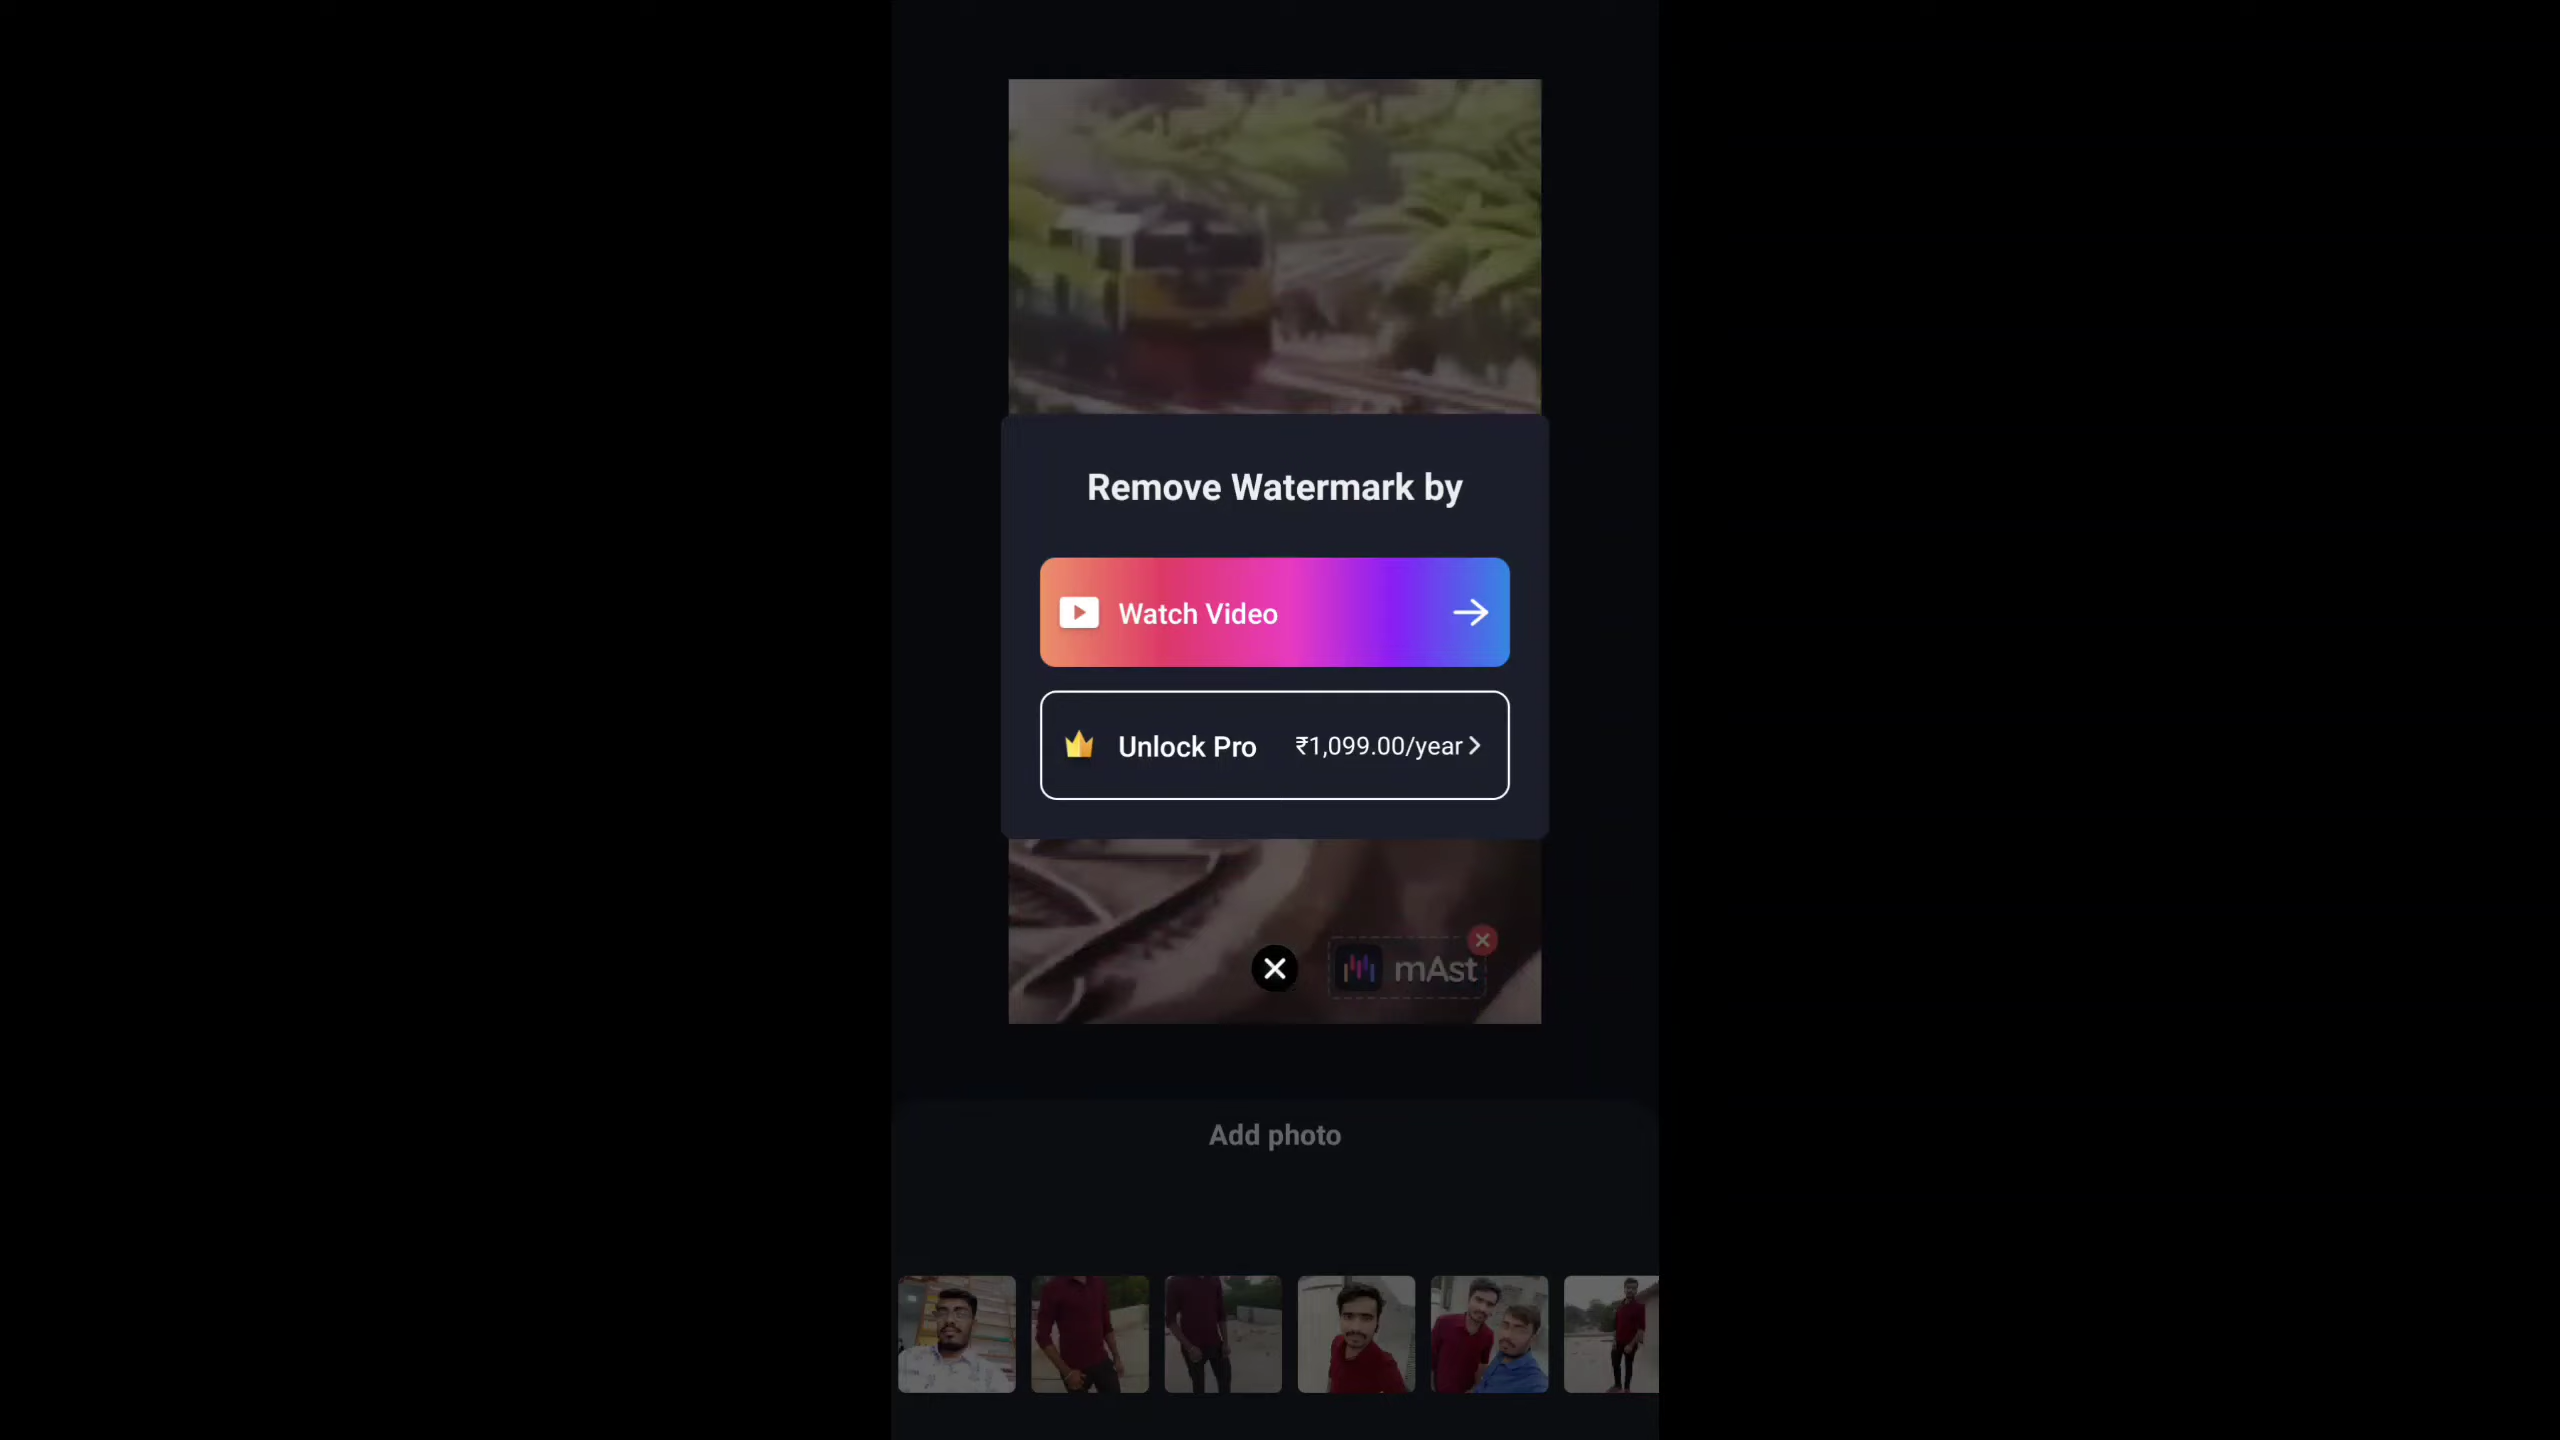 Remove Watermark by
Watch Video
Unlock Pro ₹1,099.00/year
mAst
Add photo